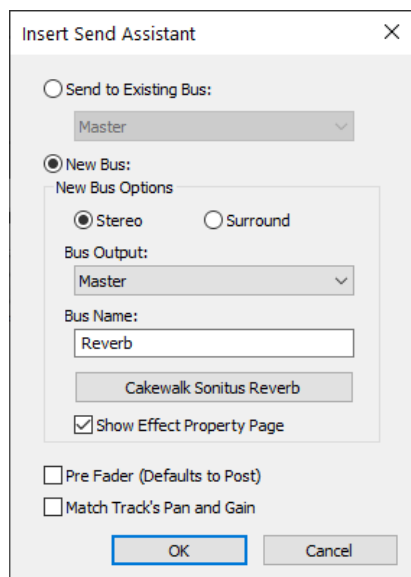 Insert Send Assistant
Send to Existing Bus:
Master
New Bus:
New Bus Options
Stereo Surround
Bus Output:
Master
Bus Name:
Reverb
Cakewalk Sonitus Reverb
Show Effect Property Page
Pre Fader (Defaults to Post)
Match Track's Pan and Gain
OK Cancel